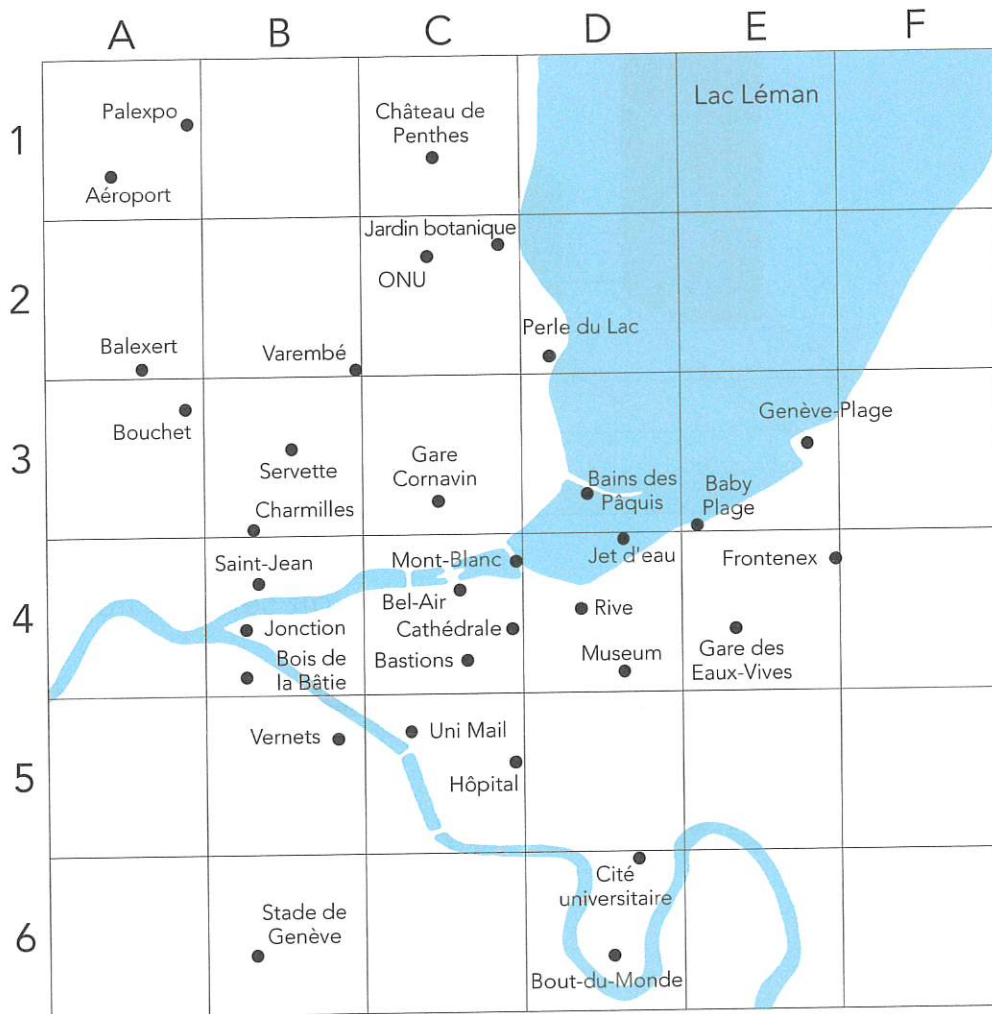 A B C D E F
1
Palexpo
Aéroport
Château de
Penthes
Lac Léman
2
Jardin botanique
ONU
Perle du Lac
Balexert
Varembé
3
Bouchet
Servette
Charmilles
Gare
Cornavin
Bains des
Pâquis
Genève-Plage
Baby
Plage
4
Saint-Jean
Mont-Blanc
Jet d'eau
Frontenex
Bel-Air
Rive
Jonction
Cathédrale
Bois de
la Bâtie
Bastions
Museum
Gare des
Eaux-Vives
5
Vernets
Uni Mail
Hôpital
6
Cité
universitaire
Stade de
Genève
Bout-du-Monde